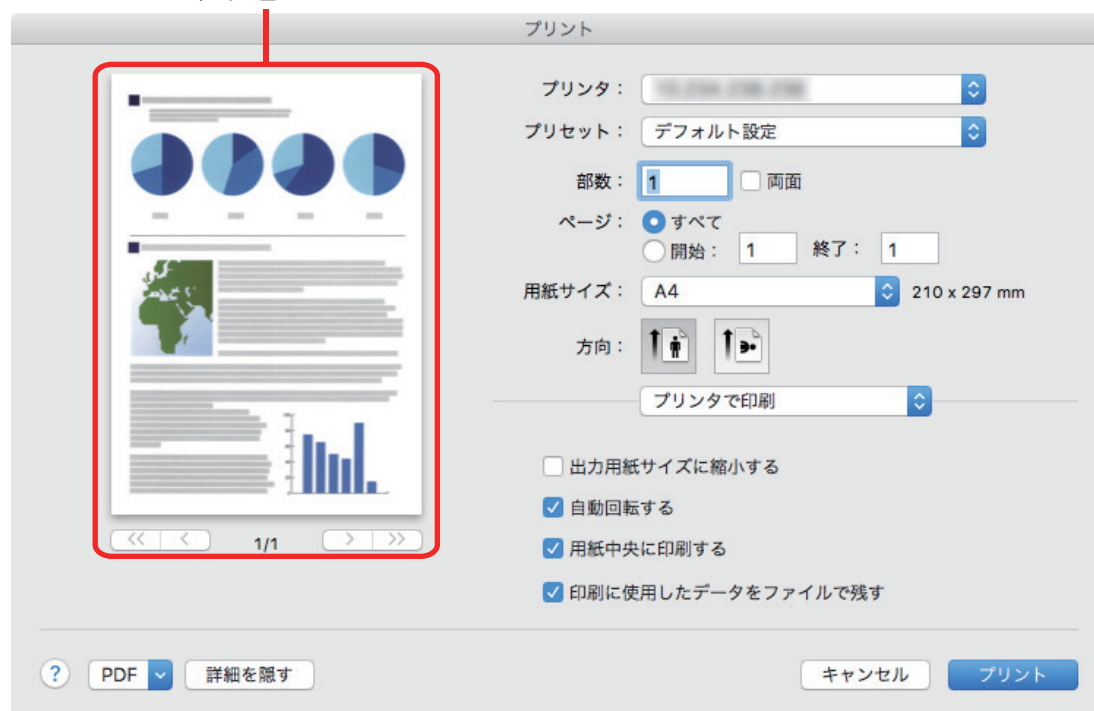 プリント
プリンタ：
プリセット： デフォルト設定
部数： 1 両面
ページ： すべて
開始： 1 終了： 1
用紙サイズ： A4 210 x 297 mm
方向：
プリンタで印刷
出力用紙サイズに縮小する
自動回転する
用紙中央に印刷する
印刷に使用したデータをファイルで残す
<< < 1/1 > >>
? PDF 詳細を隠す キャンセル プリント